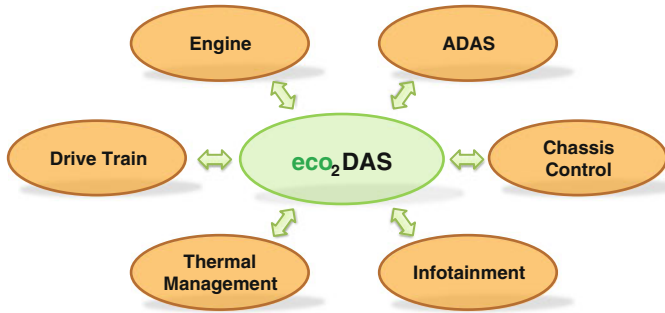 Engine
ADAS
Drive Train
eco₂DAS
Chassis
Control
Thermal
Management
Infotainment